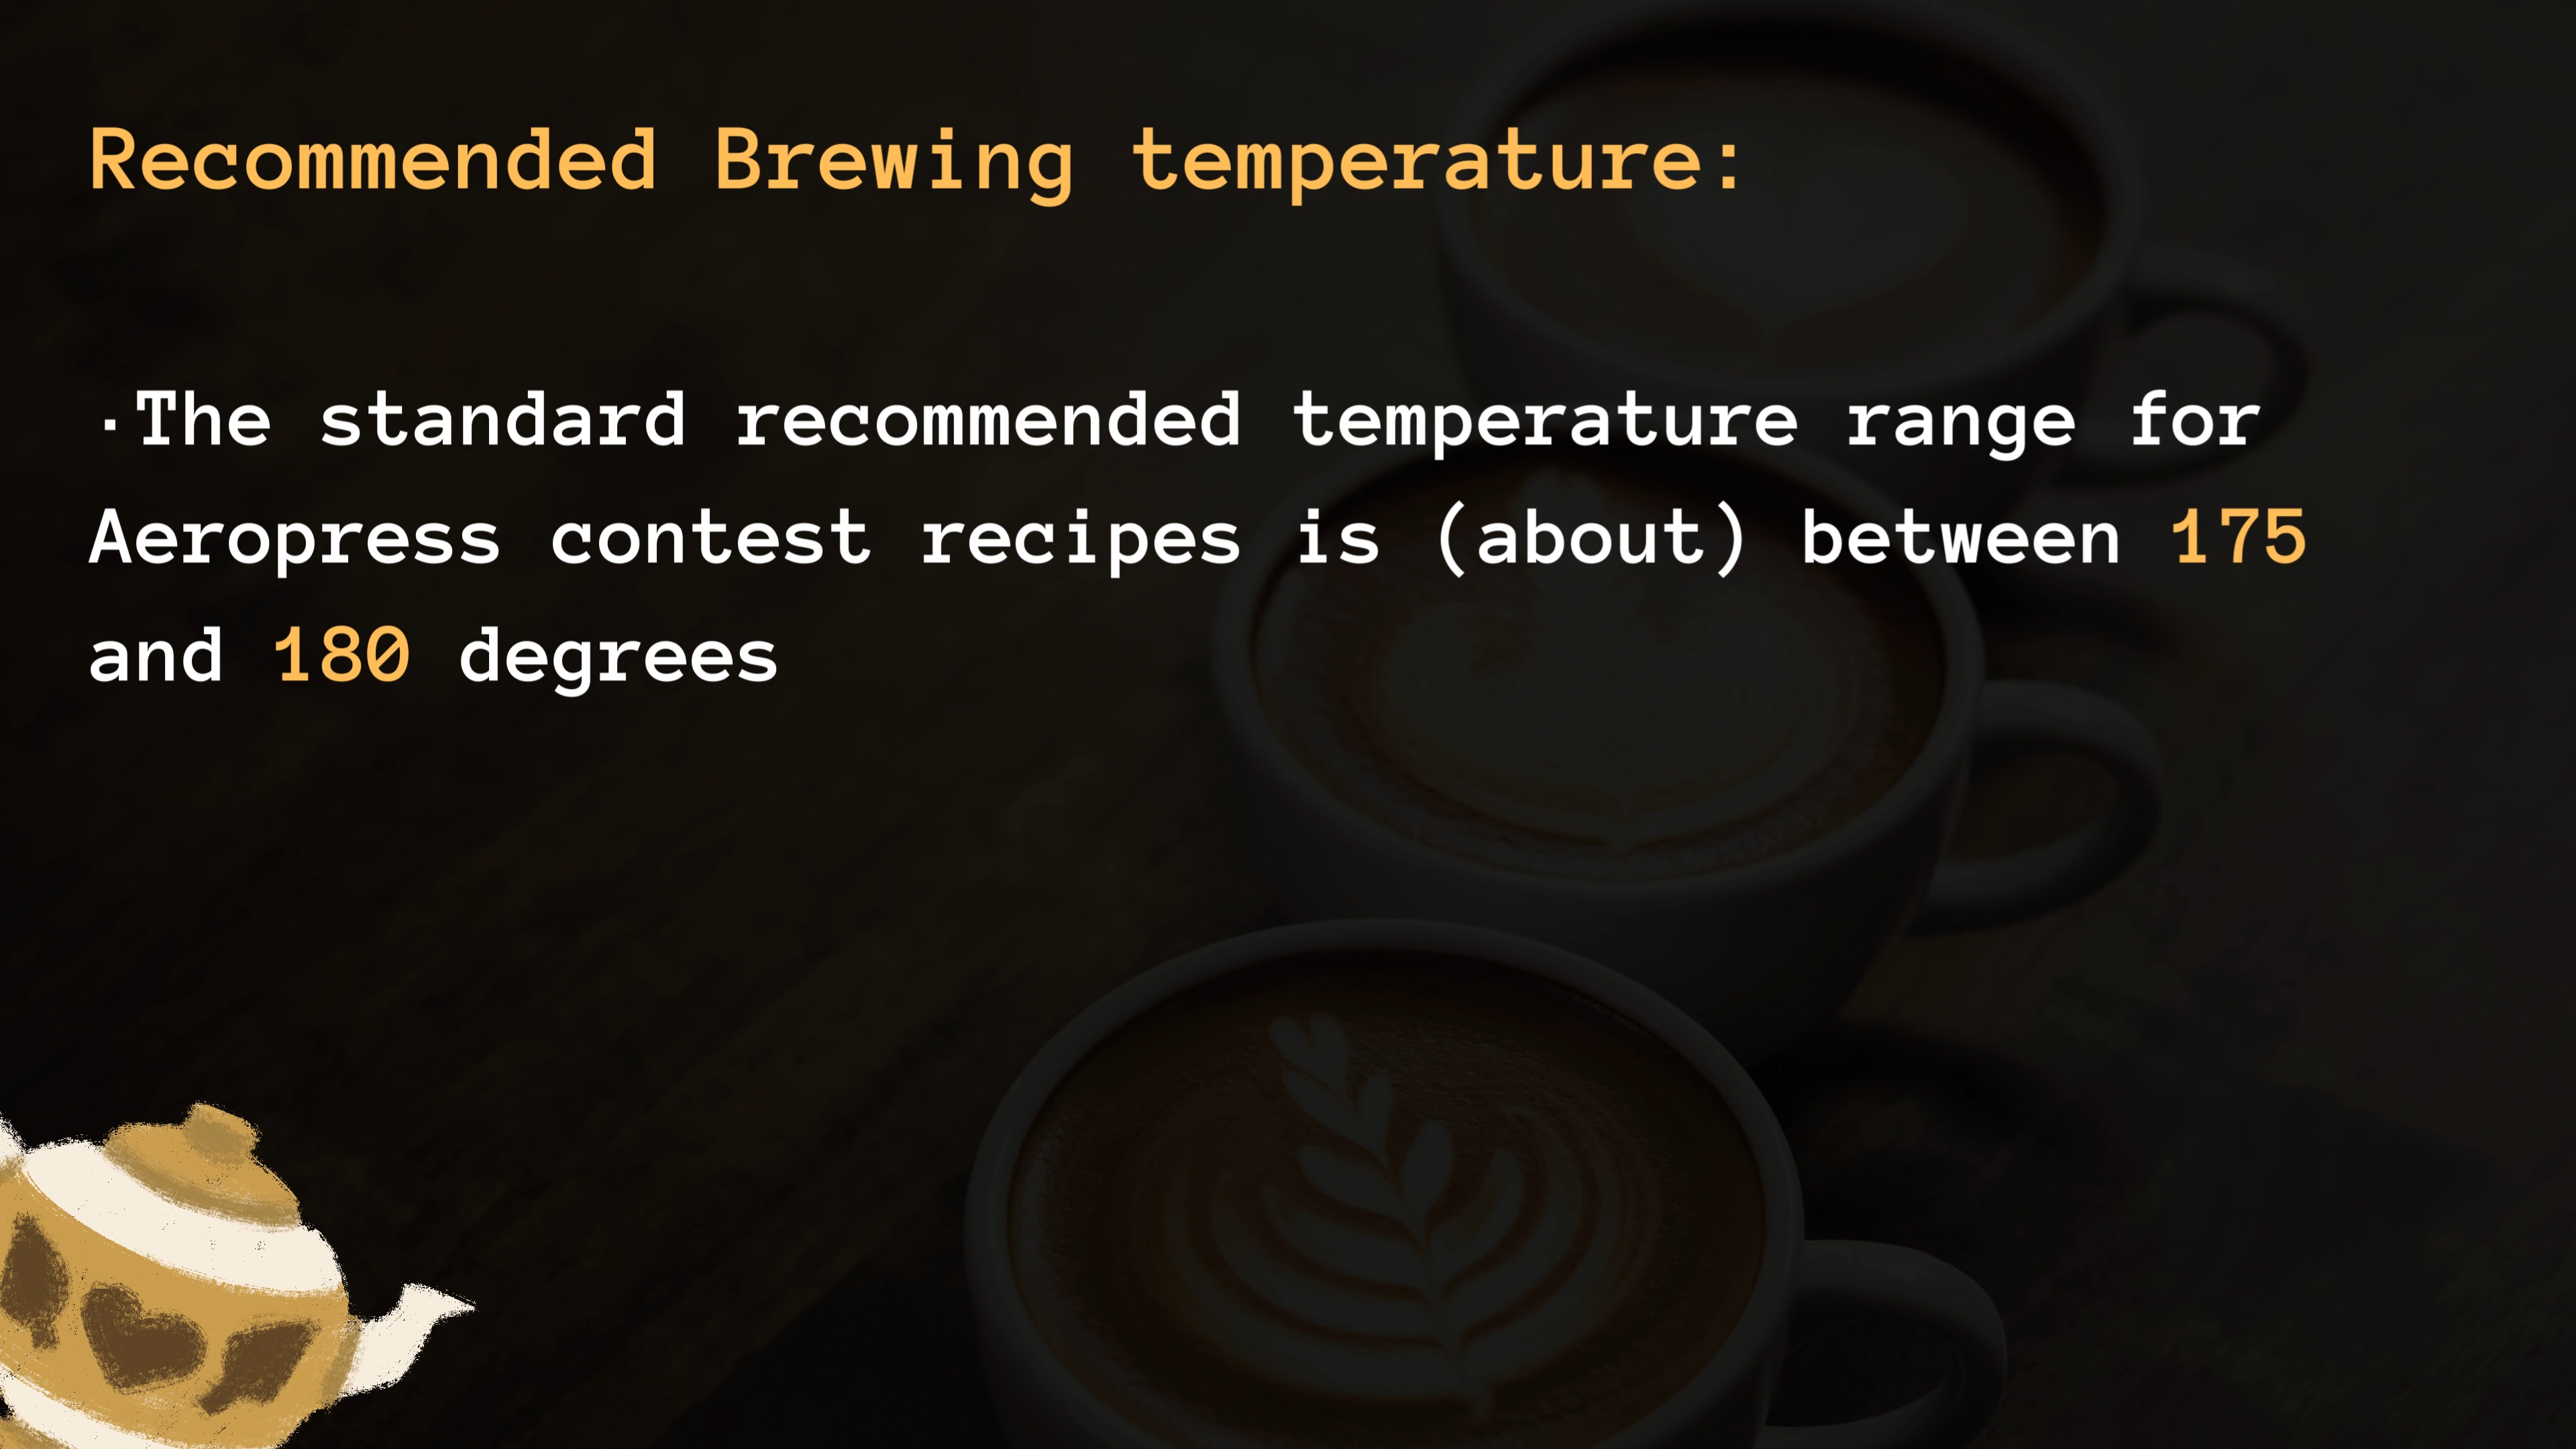 Recommended Brewing temperature:
·The standard recommended temperature range for
Aeropress contest recipes is (about) between 175
and 180 degrees